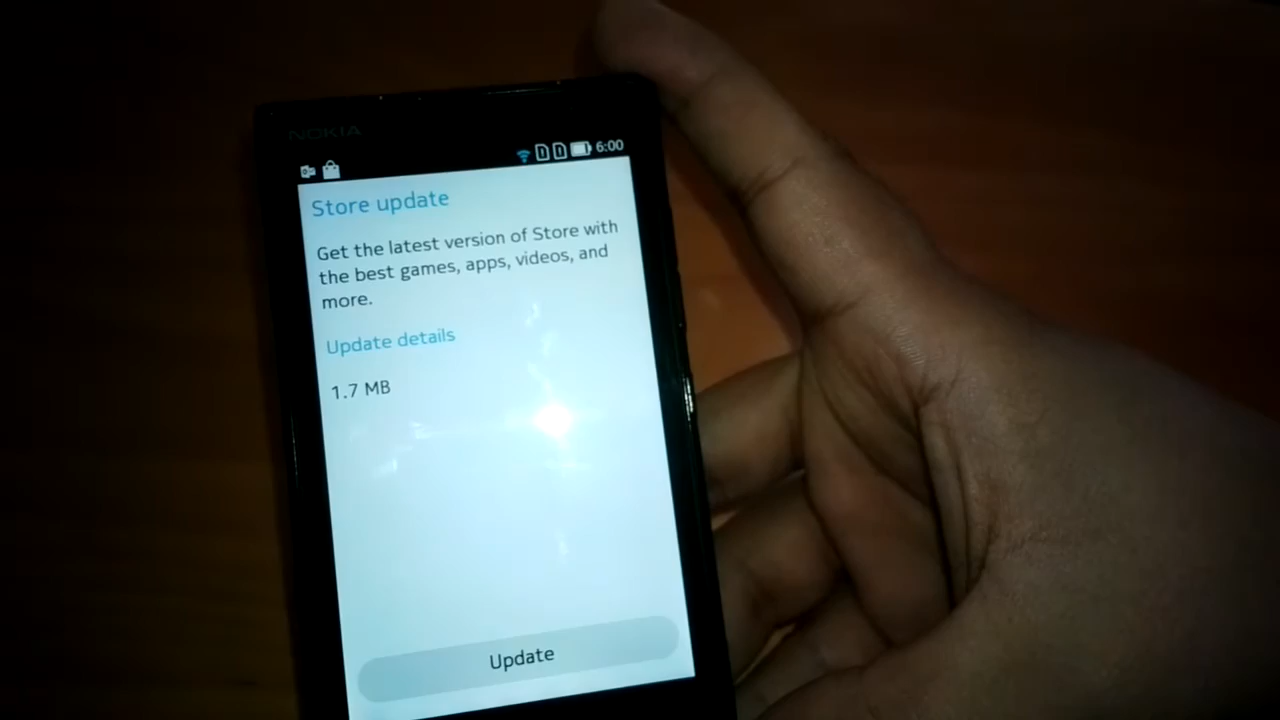 NOKIA
6:00
Store update
Get the latest version of Store with
the best games, apps, videos, and
more.
Update details
1.7 MB
Update